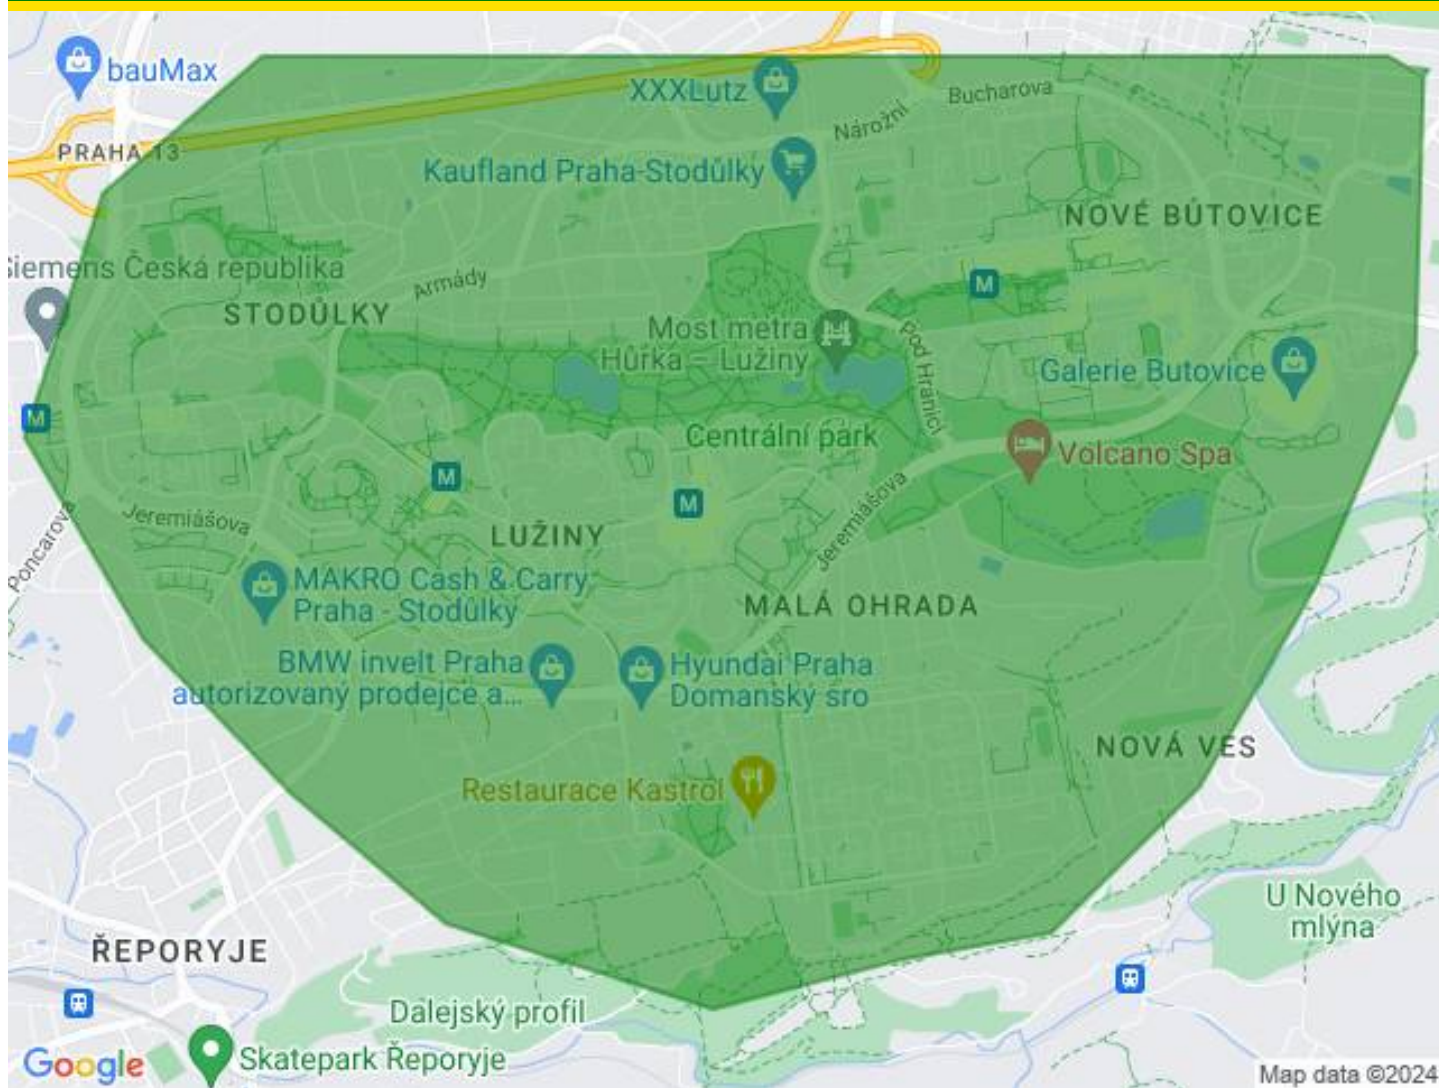 bauMax
XXXLutz
Bucharova
Nárožní
PRAHA 13
Kaufland Praha-Stodůlky
NOVÉ BUTOVICE
Siemens Česká republika
Armády
STODŮLKY
M
Most metra
Hůrka – Lužiny
Pod Hranicí
Galerie Butovice
M
Centrální park
Volcano Spa
M
M
Jeremiášova
Jeremiášova
LUŽINY
Poncarova
MAKRO Cash & Carry
Praha - Stodůlky
MALÁ OHRADA
BMW invelt Praha
autorizovaný prodejce a...
Hyundai Praha
Domanský sro
NOVÁ VES
Restaurace Kastrol
U Nového
mlýna
ŘEPORYJE
Dalejský profil
Skatepark Řeporyje
Google
Map data ©2024